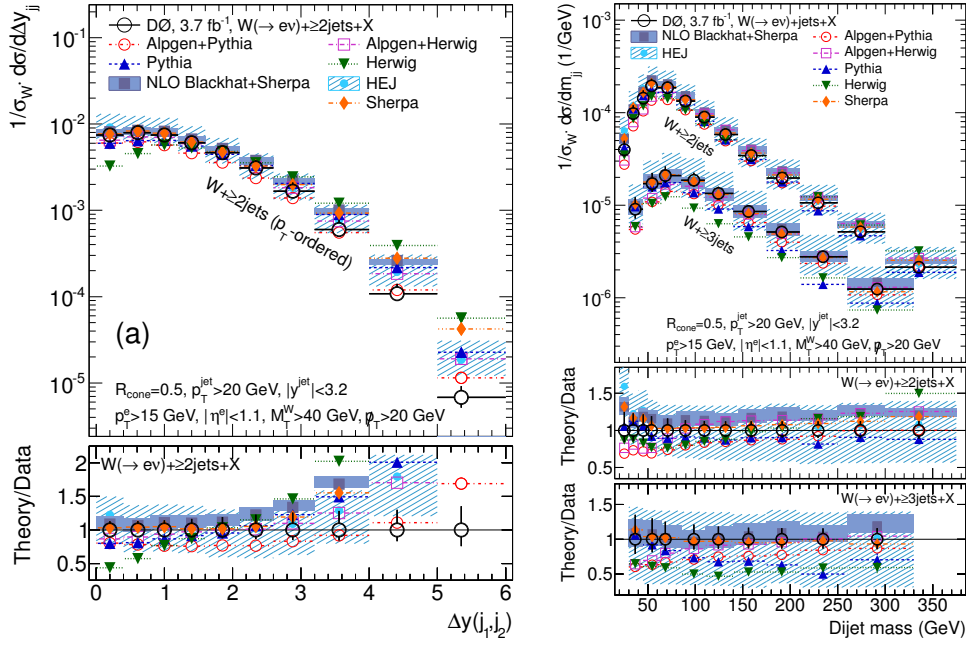 DØ, 3.7 fb⁻¹, W(→ eν)+≥2jets+X
Alpgen+Pythia
Alpgen+Herwig
Pythia
Herwig
NLO Blackhat+Sherpa
HEJ
Sherpa
1/σ_W· dσ/dΔy_jj
10⁻¹
10⁻²
10⁻³
10⁻⁴
10⁻⁵
W+≥2jets (p_T-ordered)
(a)
R_cone=0.5, p_T^jet>20 GeV, |y^jet|<3.2
p_T^e>15 GeV, |η^e|<1.1, M_T^W>40 GeV, p̸_T>20 GeV
Theory/Data
W(→ eν)+≥2jets+X
2
1.5
1
0.5
0 1 2 3 4 5 6
Δy(j₁,j₂)
DØ, 3.7 fb⁻¹, W(→ eν)+jets+X
NLO Blackhat+Sherpa
Alpgen+Pythia
HEJ
Alpgen+Herwig
Pythia
Herwig
Sherpa
1/σ_W· dσ/dm_jj (1/GeV)
10⁻³
10⁻⁴
10⁻⁵
10⁻⁶
W+≥2jets
W+≥3jets
R_cone=0.5, p_T^jet>20 GeV, |y^jet|<3.2
p_T^e>15 GeV, |η^e|<1.1, M_T^W>40 GeV, p̸_T>20 GeV
Theory/Data
W(→ eν)+≥2jets+X
1.5
1
0.5
Theory/Data
W(→ eν)+≥3jets+X
1.5
1
0.5
50 100 150 200 250 300 350
Dijet mass (GeV)